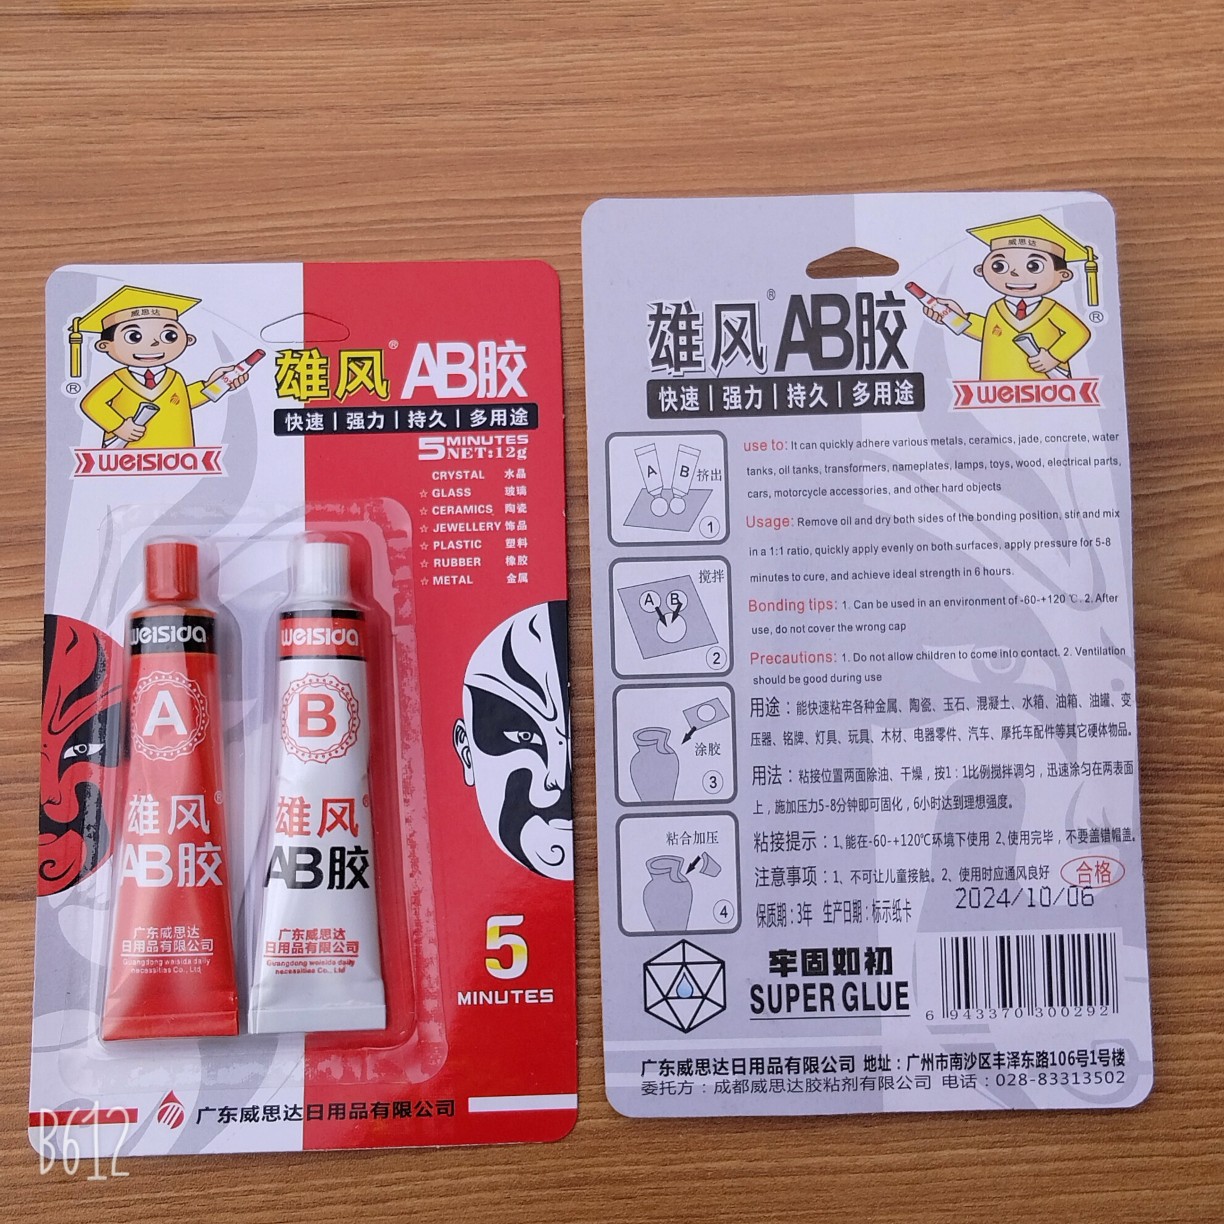 威思达
®
weisida
雄风® AB胶
快速|强力|持久|多用途
5 MINUTES
NET:12g
CRYSTAL 水晶
☆ GLASS 玻璃
☆ CERAMICS 陶瓷
☆ JEWELLERY 饰品
☆ PLASTIC 塑料
☆ RUBBER 橡胶
☆ METAL 金属
weisida
A
雄风®
AB胶
广东威思达
日用品有限公司
Guangdong weisida daily
necessities Co., Ltd
weisida
B
雄风®
AB胶
广东威思达
日用品有限公司
Guangdong weisida daily
necessities Co., Ltd
5
MINUTES
广东威思达日用品有限公司
B612
威思达
®
weisida
雄风® AB胶
快速|强力|持久|多用途
A B 挤出
1
搅拌
A B
2
涂胶
3
粘合加压
4
use to: It can quickly adhere various metals, ceramics, jade, concrete, water
tanks, oil tanks, transformers, nameplates, lamps, toys, wood, electrical parts,
cars, motorcycle accessories, and other hard objects
Usage: Remove oil and dry both sides of the bonding position, stir and mix
in a 1:1 ratio, quickly apply evenly on both surfaces, apply pressure for 5-8
minutes to cure, and achieve ideal strength in 6 hours.
Bonding tips: 1. Can be used in an environment of -60-+120 ℃. 2. After
use, do not cover the wrong cap
Precautions: 1. Do not allow children to come into contact. 2. Ventilation
should be good during use
用途：能快速粘牢各种金属、陶瓷、玉石、混凝土、水箱、油箱、油罐、变
压器、铭牌、灯具、玩具、木材、电器零件、汽车、摩托车配件等其它硬体物品。
用法：粘接位置两面除油、干燥，按1：1比例搅拌调匀，迅速涂匀在两表面
上，施加压力5-8分钟即可固化，6小时达到理想强度。
粘接提示：1、能在-60-+120℃环境下使用 2、使用完毕，不要盖错帽盖。
注意事项：1、不可让儿童接触。2、使用时应通风良好 合格
保质期：3年 生产日期：标示纸卡 2024/10/06
牢固如初
SUPER GLUE
6 943370 300292
广东威思达日用品有限公司 地址：广州市南沙区丰泽东路106号1号楼
委托方：成都威思达胶粘剂有限公司 电话：028-83313502